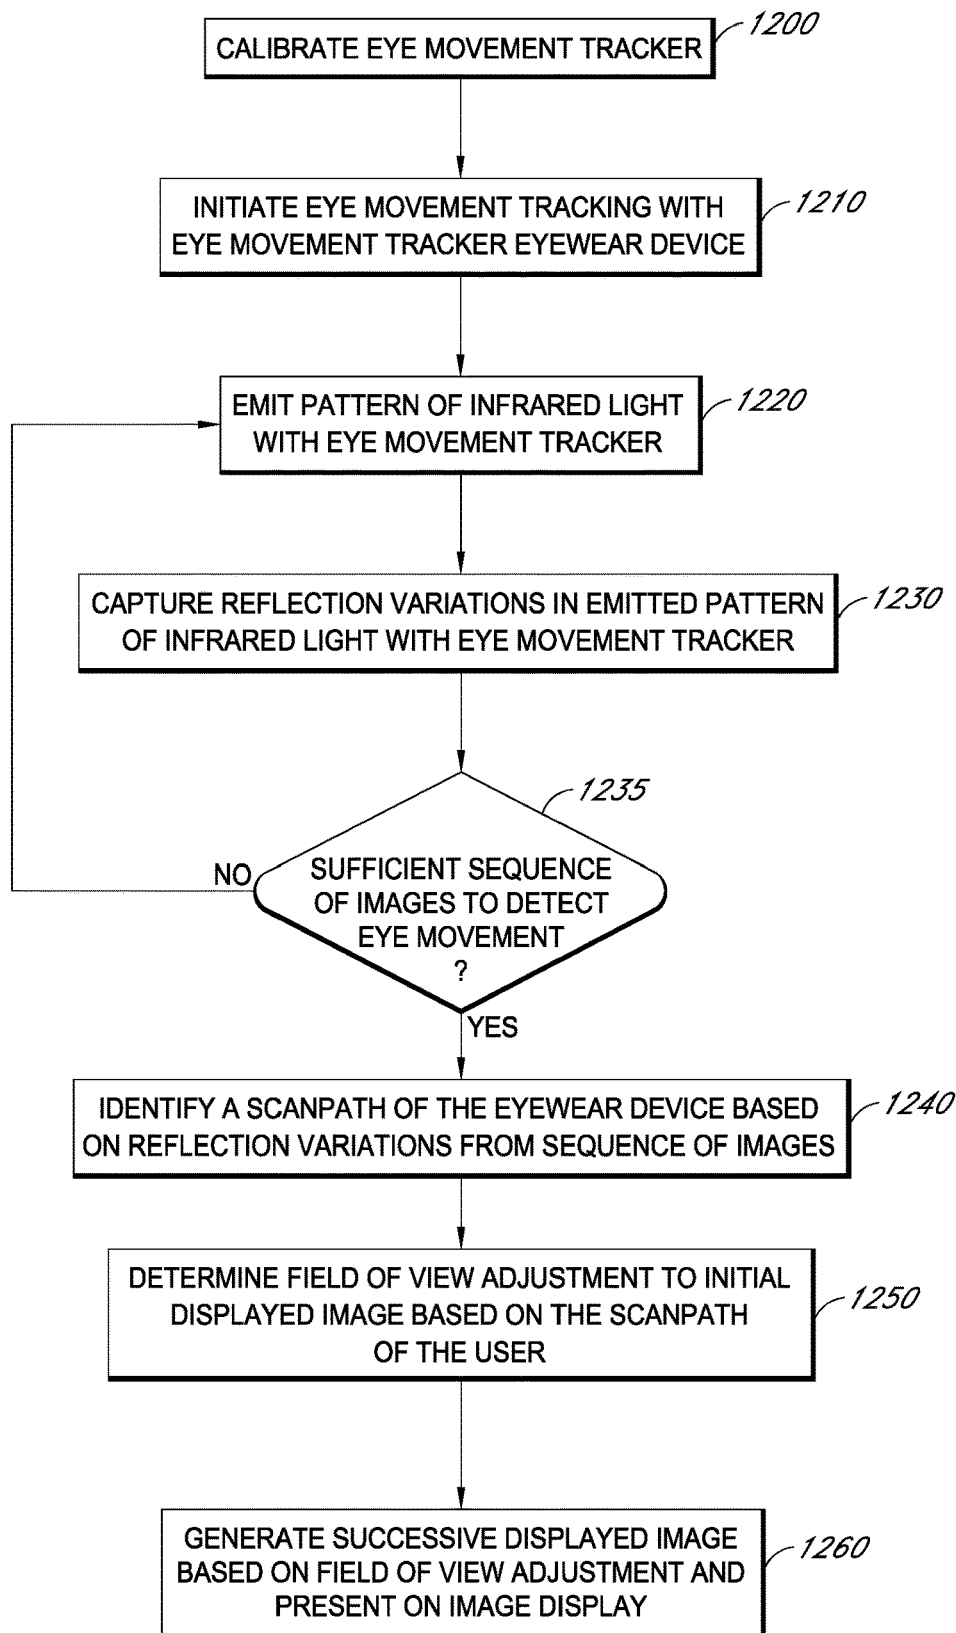 1200
CALIBRATE EYE MOVEMENT TRACKER
1210
INITIATE EYE MOVEMENT TRACKING WITH
EYE MOVEMENT TRACKER EYEWEAR DEVICE
1220
EMIT PATTERN OF INFRARED LIGHT
WITH EYE MOVEMENT TRACKER
1230
CAPTURE REFLECTION VARIATIONS IN EMITTED PATTERN
OF INFRARED LIGHT WITH EYE MOVEMENT TRACKER
1235
NO
SUFFICIENT SEQUENCE
OF IMAGES TO DETECT
EYE MOVEMENT
?
YES
1240
IDENTIFY A SCANPATH OF THE EYEWEAR DEVICE BASED
ON REFLECTION VARIATIONS FROM SEQUENCE OF IMAGES
1250
DETERMINE FIELD OF VIEW ADJUSTMENT TO INITIAL
DISPLAYED IMAGE BASED ON THE SCANPATH
OF THE USER
1260
GENERATE SUCCESSIVE DISPLAYED IMAGE
BASED ON FIELD OF VIEW ADJUSTMENT AND
PRESENT ON IMAGE DISPLAY